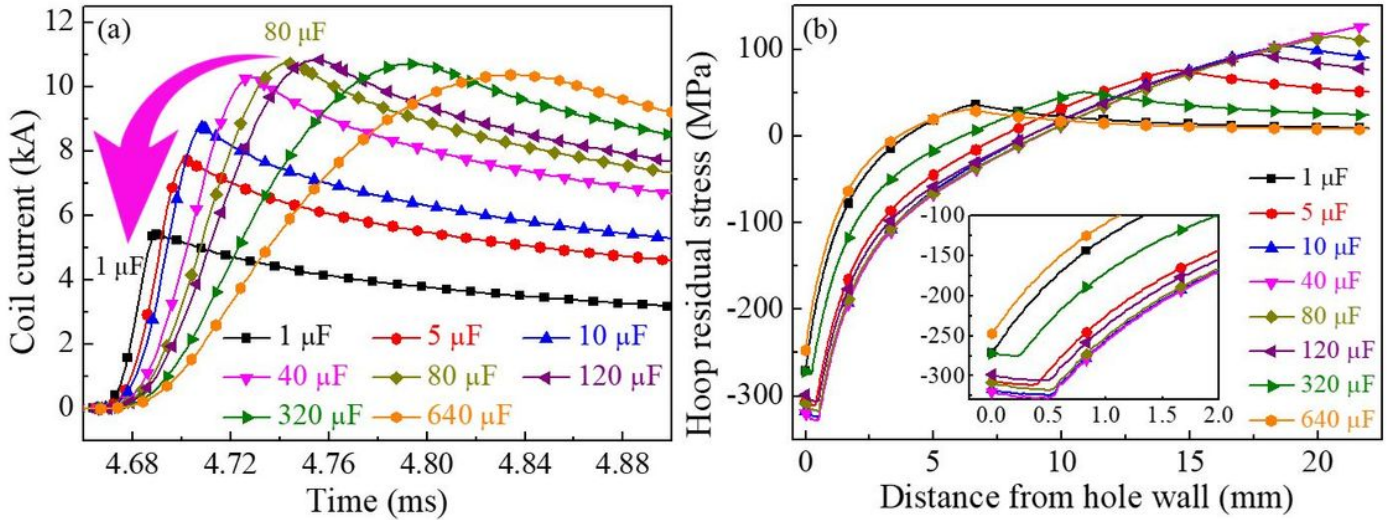 (a)
80 μF
1 μF
Coil current (kA)
12
10
8
6
4
2
0
1 μF 5 μF 10 μF
40 μF 80 μF 120 μF
320 μF 640 μF
4.68 4.72 4.76 4.80 4.84 4.88
Time (ms)
(b)
Hoop residual stress (MPa)
100
0
-100
-200
-300
1 μF
5 μF
10 μF
40 μF
80 μF
120 μF
320 μF
640 μF
-100
-150
-200
-250
-300
0.0 0.5 1.0 1.5 2.0
0 5 10 15 20
Distance from hole wall (mm)